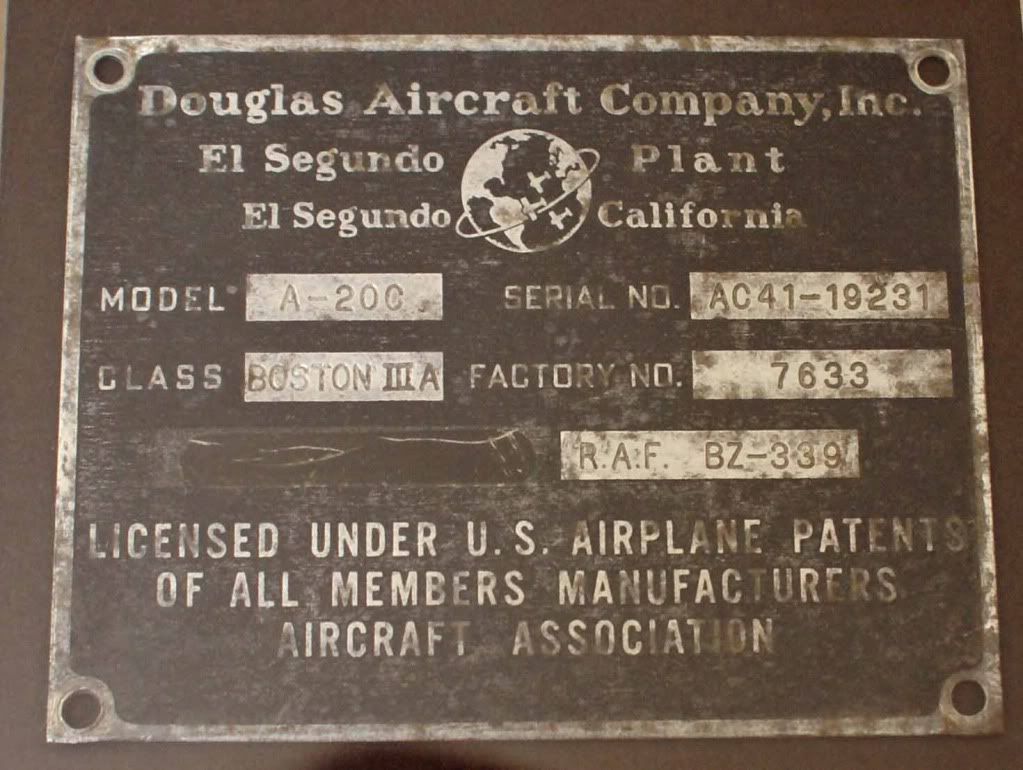 Douglas Aircraft Company, Inc.
El Segundo Plant
El Segundo California
MODEL A-20C SERIAL NO. AC41-19231
CLASS BOSTON III A FACTORY NO. 7633
R.A.F. BZ-339
LICENSED UNDER U.S. AIRPLANE PATENTS
OF ALL MEMBERS MANUFACTURERS
AIRCRAFT ASSOCIATION